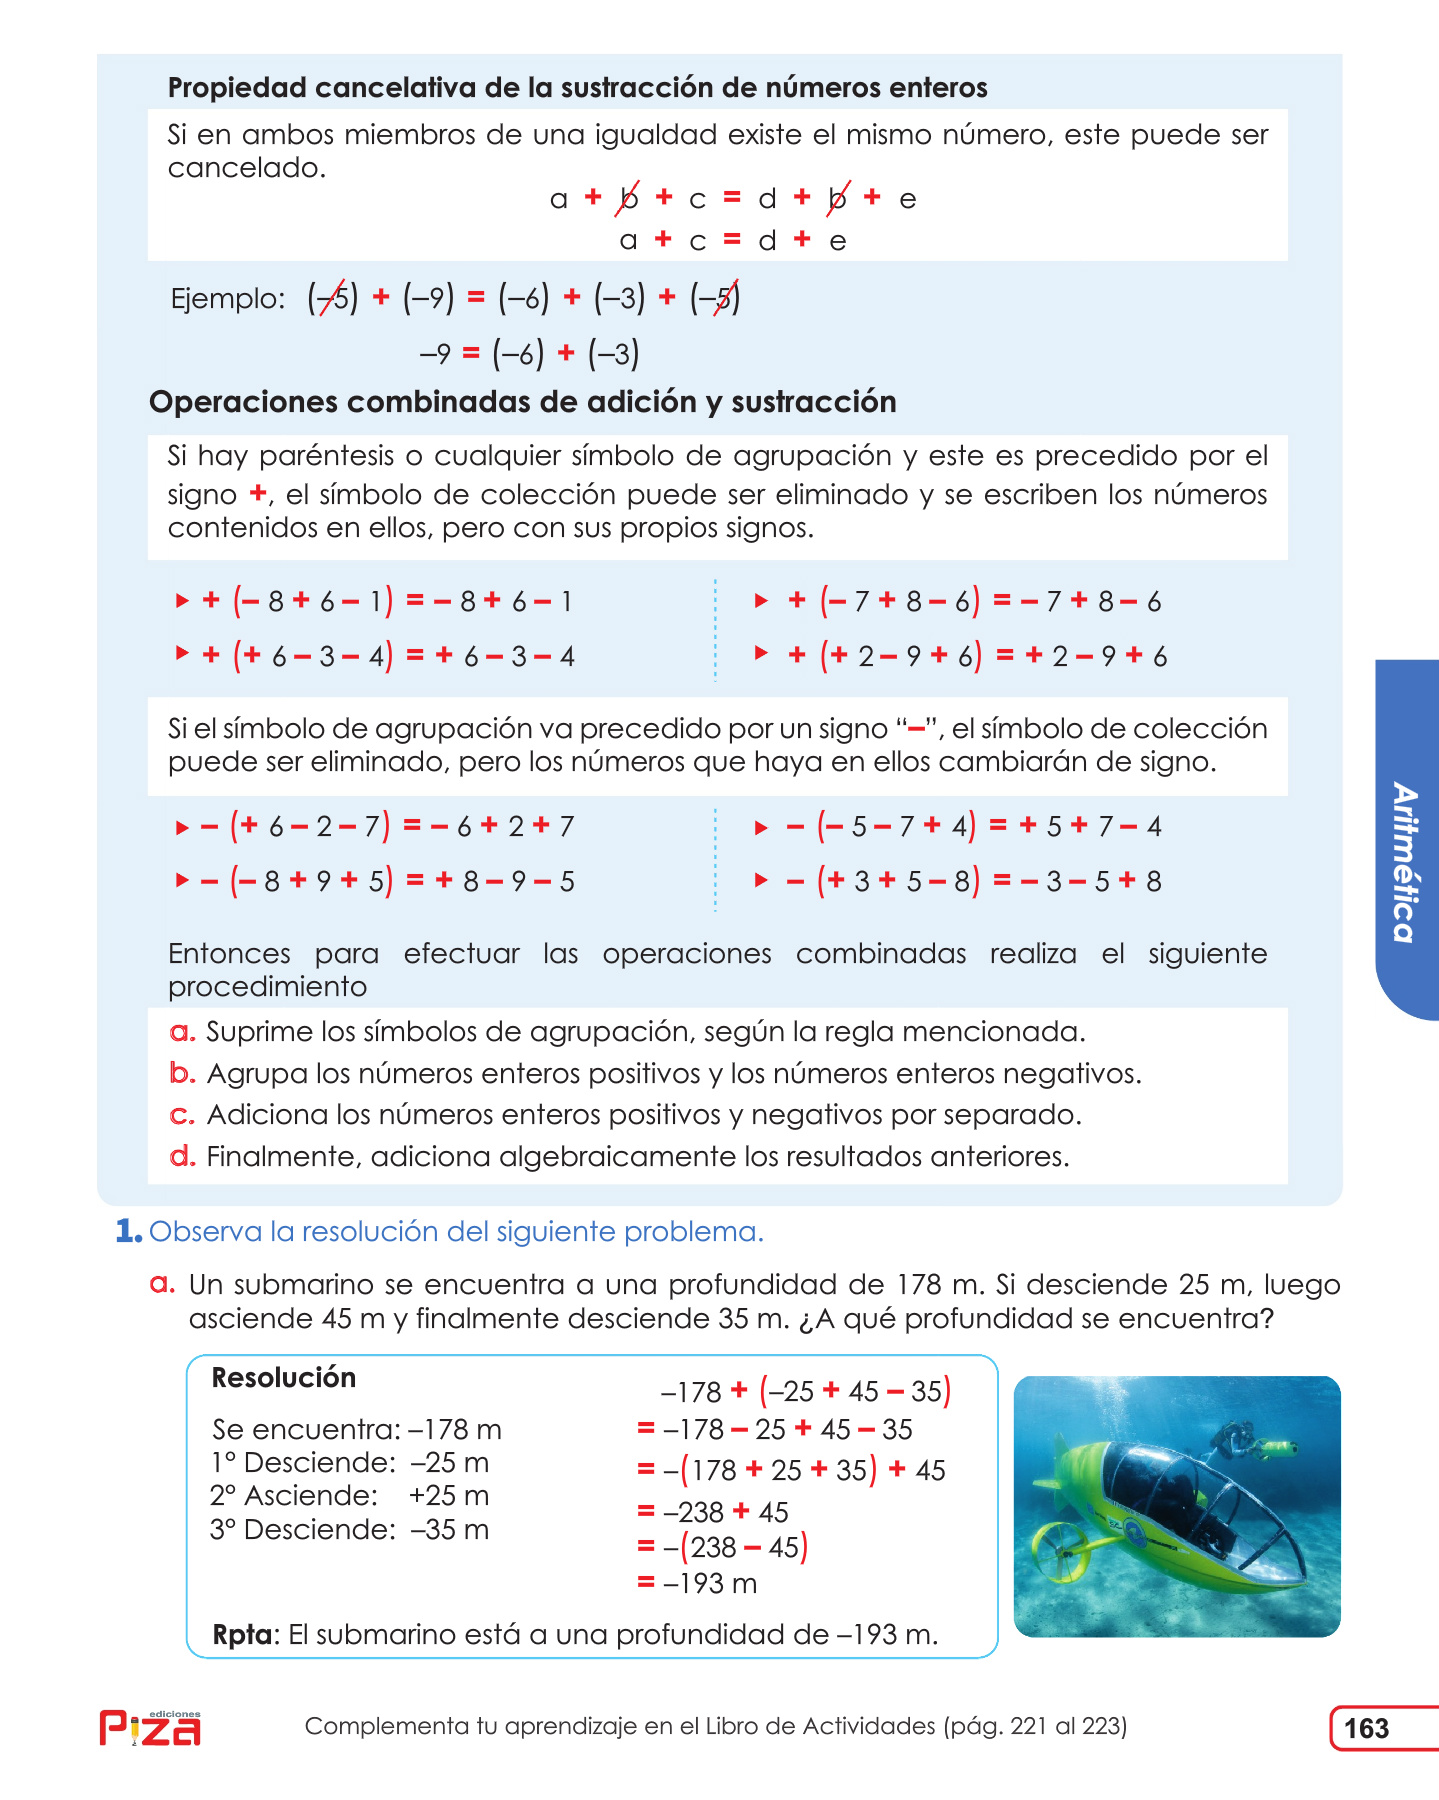 Propiedad cancelativa de la sustracción de números enteros
Si en ambos miembros de una igualdad existe el mismo número, este puede ser
cancelado.
a + b + c = d + b + e
a + c = d + e
Ejemplo: (–5) + (–9) = (–6) + (–3) + (–5)
–9 = (–6) + (–3)
Operaciones combinadas de adición y sustracción
Si hay paréntesis o cualquier símbolo de agrupación y este es precedido por el
signo +, el símbolo de colección puede ser eliminado y se escriben los números
contenidos en ellos, pero con sus propios signos.
+ (– 8 + 6 – 1) = – 8 + 6 – 1
+ (+ 6 – 3 – 4) = + 6 – 3 – 4
+ (– 7 + 8 – 6) = – 7 + 8 – 6
+ (+ 2 – 9 + 6) = + 2 – 9 + 6
Si el símbolo de agrupación va precedido por un signo “–”, el símbolo de colección
puede ser eliminado, pero los números que haya en ellos cambiarán de signo.
– (+ 6 – 2 – 7) = – 6 + 2 + 7
– (– 8 + 9 + 5) = + 8 – 9 – 5
– (– 5 – 7 + 4) = + 5 + 7 – 4
– (+ 3 + 5 – 8) = – 3 – 5 + 8
Entonces para efectuar las operaciones combinadas realiza el siguiente
procedimiento
a. Suprime los símbolos de agrupación, según la regla mencionada.
b. Agrupa los números enteros positivos y los números enteros negativos.
c. Adiciona los números enteros positivos y negativos por separado.
d. Finalmente, adiciona algebraicamente los resultados anteriores.
Aritmética
1. Observa la resolución del siguiente problema.
a. Un submarino se encuentra a una profundidad de 178 m. Si desciende 25 m, luego
asciende 45 m y finalmente desciende 35 m. ¿A qué profundidad se encuentra?
Resolución
Se encuentra: –178 m
1° Desciende: –25 m
2° Asciende: +25 m
3° Desciende: –35 m
–178 + (–25 + 45 – 35)
= –178 – 25 + 45 – 35
= –(178 + 25 + 35) + 45
= –238 + 45
= –(238 – 45)
= –193 m
Rpta: El submarino está a una profundidad de –193 m.
ediciones
Piza
Complementa tu aprendizaje en el Libro de Actividades (pág. 221 al 223)
163